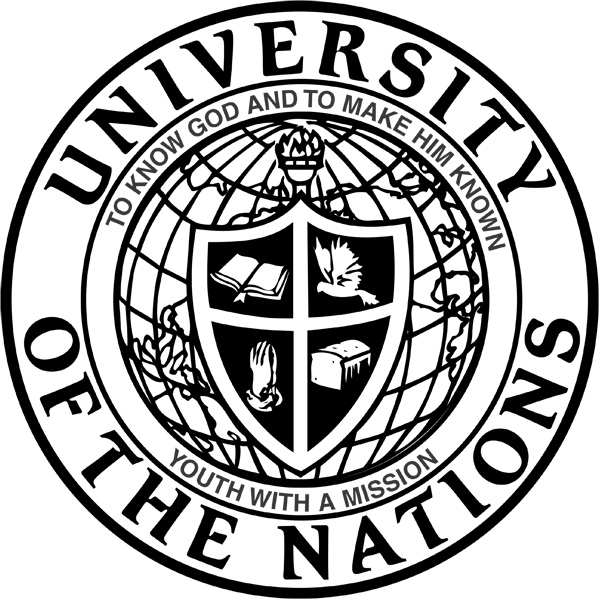 UNIVERSITY
OF THE NATIONS
TO KNOW GOD AND TO MAKE HIM KNOWN
YOUTH WITH A MISSION